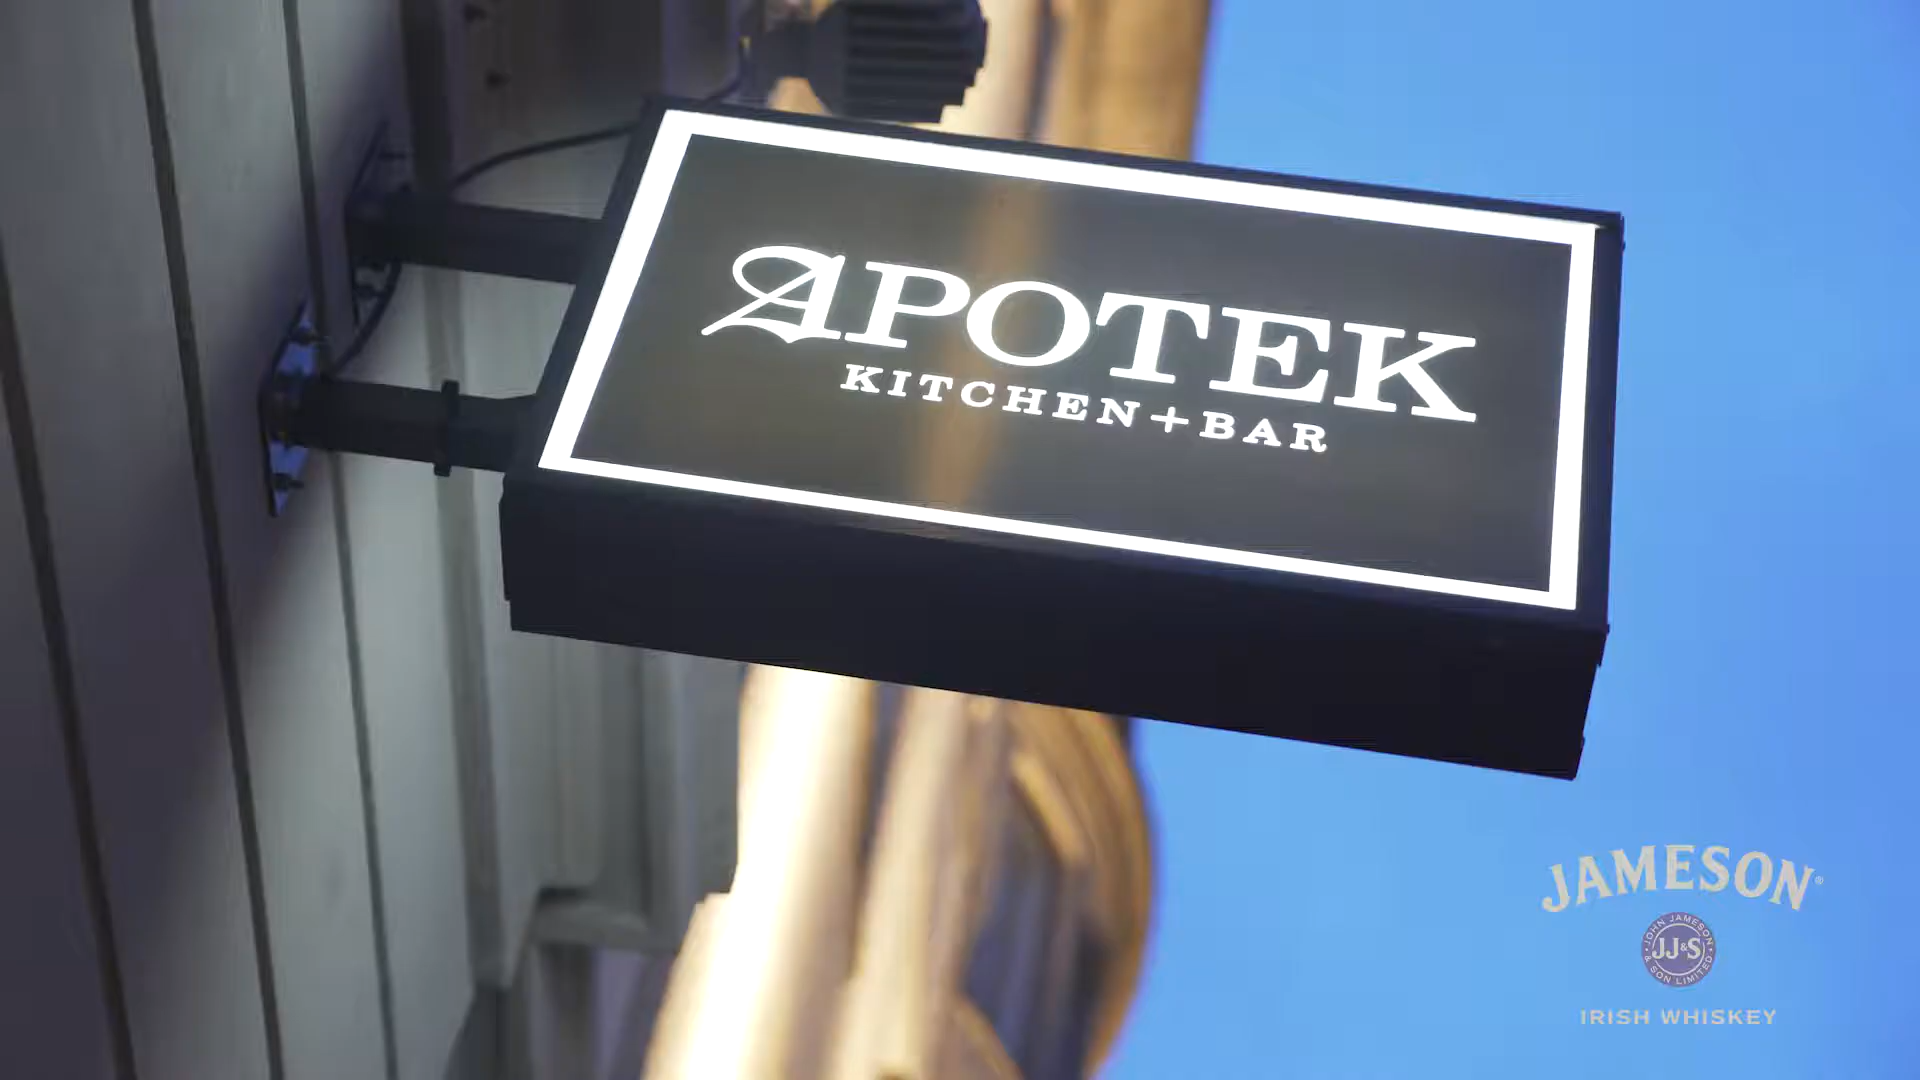 APOTEK
KITCHEN+BAR
JAMESON®
JOHN JAMESON
JJ&S
& SON LIMITED
IRISH WHISKEY